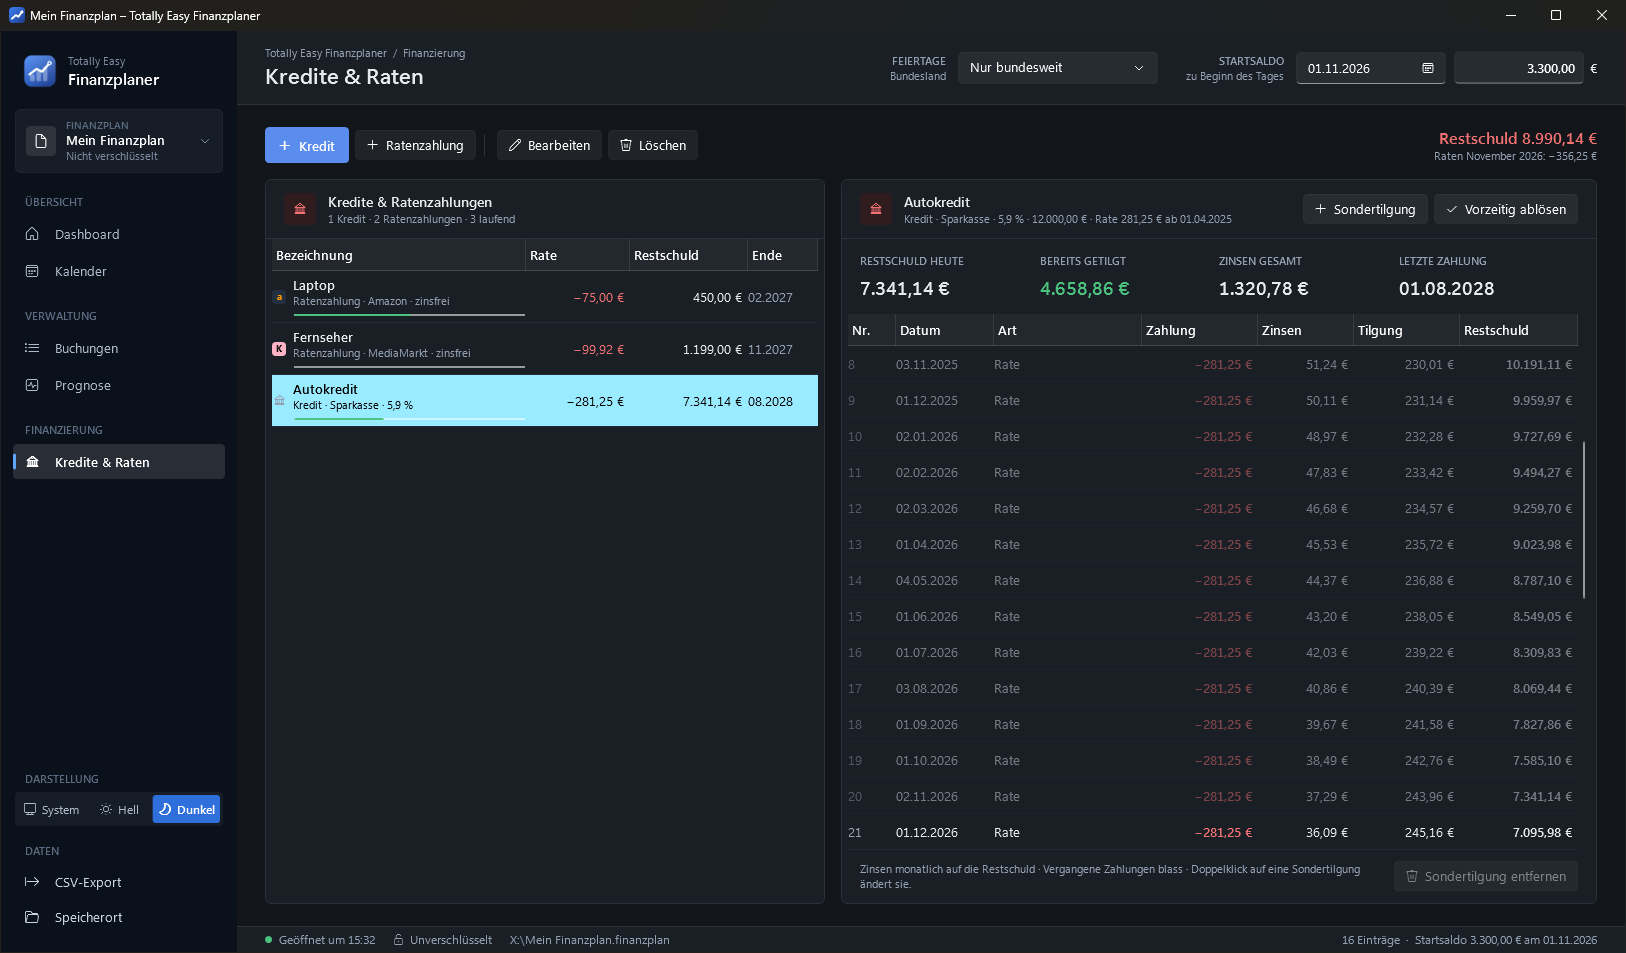 Mein Finanzplan – Totally Easy Finanzplaner
Totally Easy
Finanzplaner
FINANZPLAN
Mein Finanzplan
Nicht verschlüsselt
ÜBERSICHT
Dashboard
Kalender
VERWALTUNG
Buchungen
Prognose
FINANZIERUNG
Kredite & Raten
DARSTELLUNG
System Hell Dunkel
DATEN
CSV-Export
Speicherort
Totally Easy Finanzplaner / Finanzierung
Kredite & Raten
FEIERTAGE
Bundesland
Nur bundesweit
STARTSALDO
zu Beginn des Tages
01.11.2026
3.300,00 €
Kredit Ratenzahlung Bearbeiten Löschen
Restschuld 8.990,14 €
Raten November 2026: −356,25 €
Kredite & Ratenzahlungen
1 Kredit · 2 Ratenzahlungen · 3 laufend
Bezeichnung Rate Restschuld Ende
a
Laptop
Ratenzahlung · Amazon · zinsfrei
−75,00 € 450,00 € 02.2027
K
Fernseher
Ratenzahlung · MediaMarkt · zinsfrei
−99,92 € 1.199,00 € 11.2027
Autokredit
Kredit · Sparkasse · 5,9 %
−281,25 € 7.341,14 € 08.2028
Autokredit
Kredit · Sparkasse · 5,9 % · 12.000,00 € · Rate 281,25 € ab 01.04.2025
Sondertilgung Vorzeitig ablösen
RESTSCHULD HEUTE BEREITS GETILGT ZINSEN GESAMT LETZTE ZAHLUNG
7.341,14 € 4.658,86 € 1.320,78 € 01.08.2028
Nr. Datum Art Zahlung Zinsen Tilgung Restschuld
8 03.11.2025 Rate −281,25 € 51,24 € 230,01 € 10.191,11 €
9 01.12.2025 Rate −281,25 € 50,11 € 231,14 € 9.959,97 €
10 02.01.2026 Rate −281,25 € 48,97 € 232,28 € 9.727,69 €
11 02.02.2026 Rate −281,25 € 47,83 € 233,42 € 9.494,27 €
12 02.03.2026 Rate −281,25 € 46,68 € 234,57 € 9.259,70 €
13 01.04.2026 Rate −281,25 € 45,53 € 235,72 € 9.023,98 €
14 04.05.2026 Rate −281,25 € 44,37 € 236,88 € 8.787,10 €
15 01.06.2026 Rate −281,25 € 43,20 € 238,05 € 8.549,05 €
16 01.07.2026 Rate −281,25 € 42,03 € 239,22 € 8.309,83 €
17 03.08.2026 Rate −281,25 € 40,86 € 240,39 € 8.069,44 €
18 01.09.2026 Rate −281,25 € 39,67 € 241,58 € 7.827,86 €
19 01.10.2026 Rate −281,25 € 38,49 € 242,76 € 7.585,10 €
20 02.11.2026 Rate −281,25 € 37,29 € 243,96 € 7.341,14 €
21 01.12.2026 Rate −281,25 € 36,09 € 245,16 € 7.095,98 €
Zinsen monatlich auf die Restschuld · Vergangene Zahlungen blass · Doppelklick auf eine Sondertilgung
ändert sie.
Sondertilgung entfernen
Geöffnet um 15:32 Unverschlüsselt X:\Mein Finanzplan.finanzplan
16 Einträge · Startsaldo 3.300,00 € am 01.11.2026